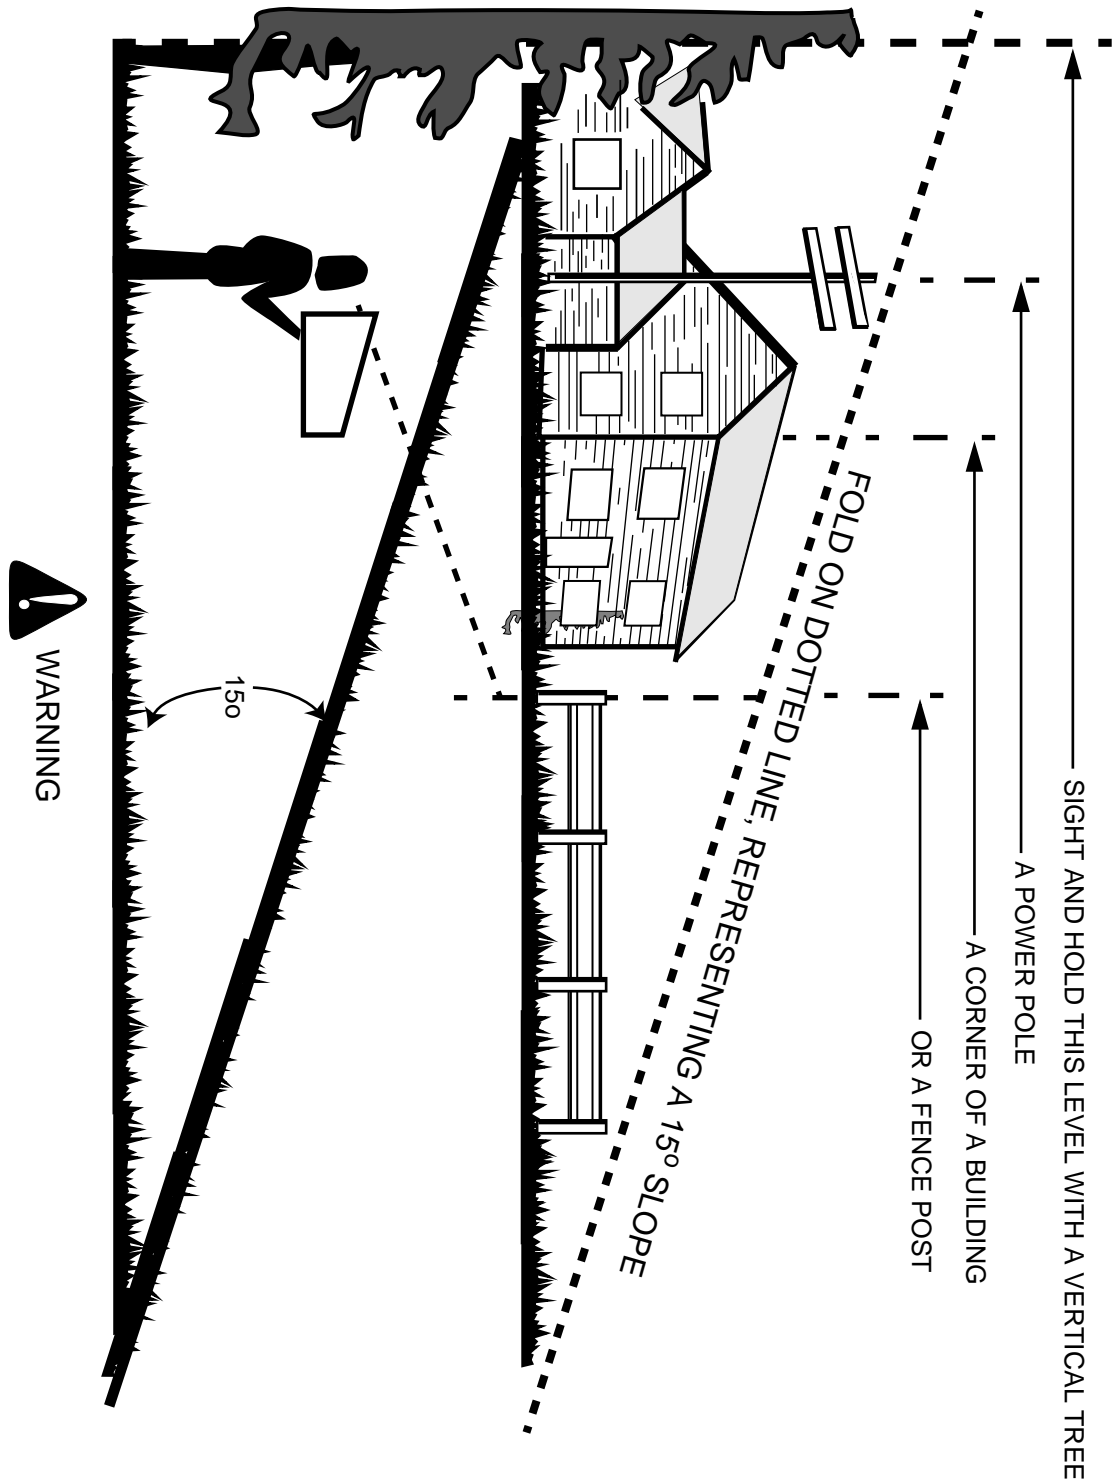 SIGHT AND HOLD THIS LEVEL WITH A VERTICAL TREE
A POWER POLE
A CORNER OF A BUILDING
OR A FENCE POST
FOLD ON DOTTED LINE, REPRESENTING A 15º SLOPE
15o
WARNING